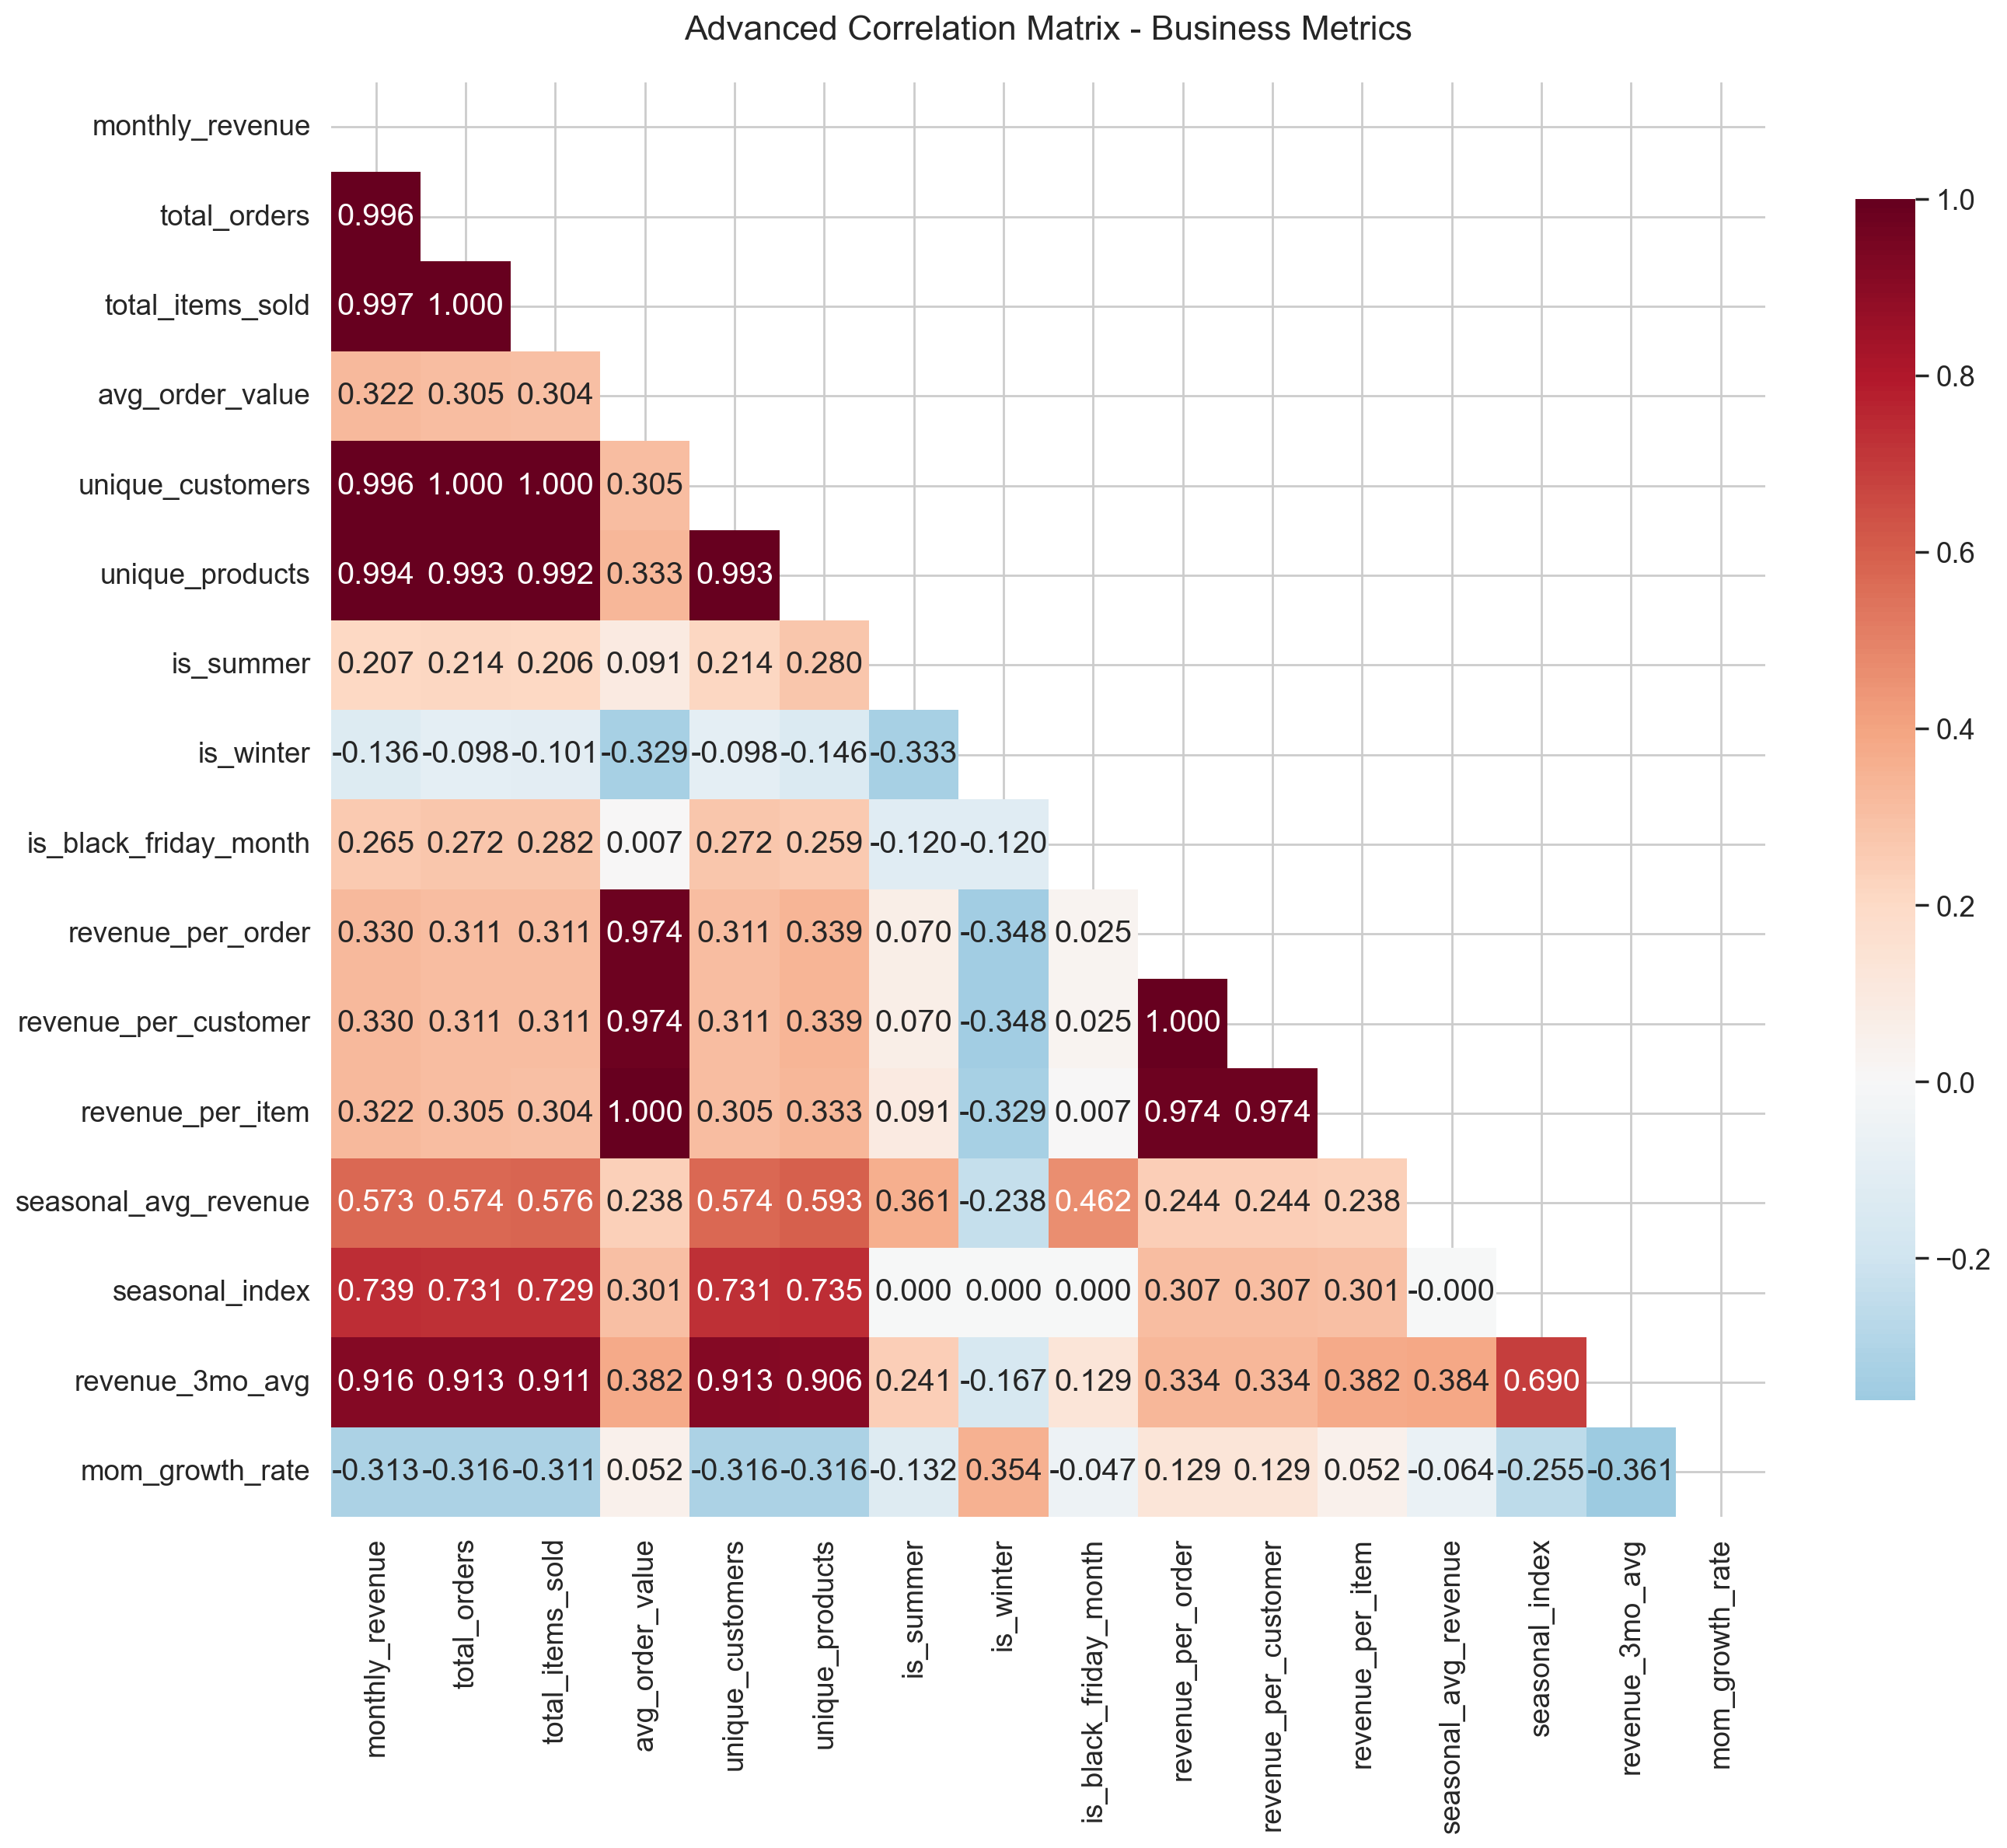 Advanced Correlation Matrix - Business Metrics
monthly_revenue
total_orders 0.996
total_items_sold 0.997 1.000
avg_order_value 0.322 0.305 0.304
unique_customers 0.996 1.000 1.000 0.305
unique_products 0.994 0.993 0.992 0.333 0.993
is_summer 0.207 0.214 0.206 0.091 0.214 0.280
is_winter -0.136 -0.098 -0.101 -0.329 -0.098 -0.146 -0.333
is_black_friday_month 0.265 0.272 0.282 0.007 0.272 0.259 -0.120 -0.120
revenue_per_order 0.330 0.311 0.311 0.974 0.311 0.339 0.070 -0.348 0.025
revenue_per_customer 0.330 0.311 0.311 0.974 0.311 0.339 0.070 -0.348 0.025 1.000
revenue_per_item 0.322 0.305 0.304 1.000 0.305 0.333 0.091 -0.329 0.007 0.974 0.974
seasonal_avg_revenue 0.573 0.574 0.576 0.238 0.574 0.593 0.361 -0.238 0.462 0.244 0.244 0.238
seasonal_index 0.739 0.731 0.729 0.301 0.731 0.735 0.000 0.000 0.000 0.307 0.307 0.301 -0.000
revenue_3mo_avg 0.916 0.913 0.911 0.382 0.913 0.906 0.241 -0.167 0.129 0.334 0.334 0.382 0.384 0.690
mom_growth_rate -0.313 -0.316 -0.311 0.052 -0.316 -0.316 -0.132 0.354 -0.047 0.129 0.129 0.052 -0.064 -0.255 -0.361
monthly_revenue
total_orders
total_items_sold
avg_order_value
unique_customers
unique_products
is_summer
is_winter
is_black_friday_month
revenue_per_order
revenue_per_customer
revenue_per_item
seasonal_avg_revenue
seasonal_index
revenue_3mo_avg
mom_growth_rate
1.0
0.8
0.6
0.4
0.2
0.0
−0.2